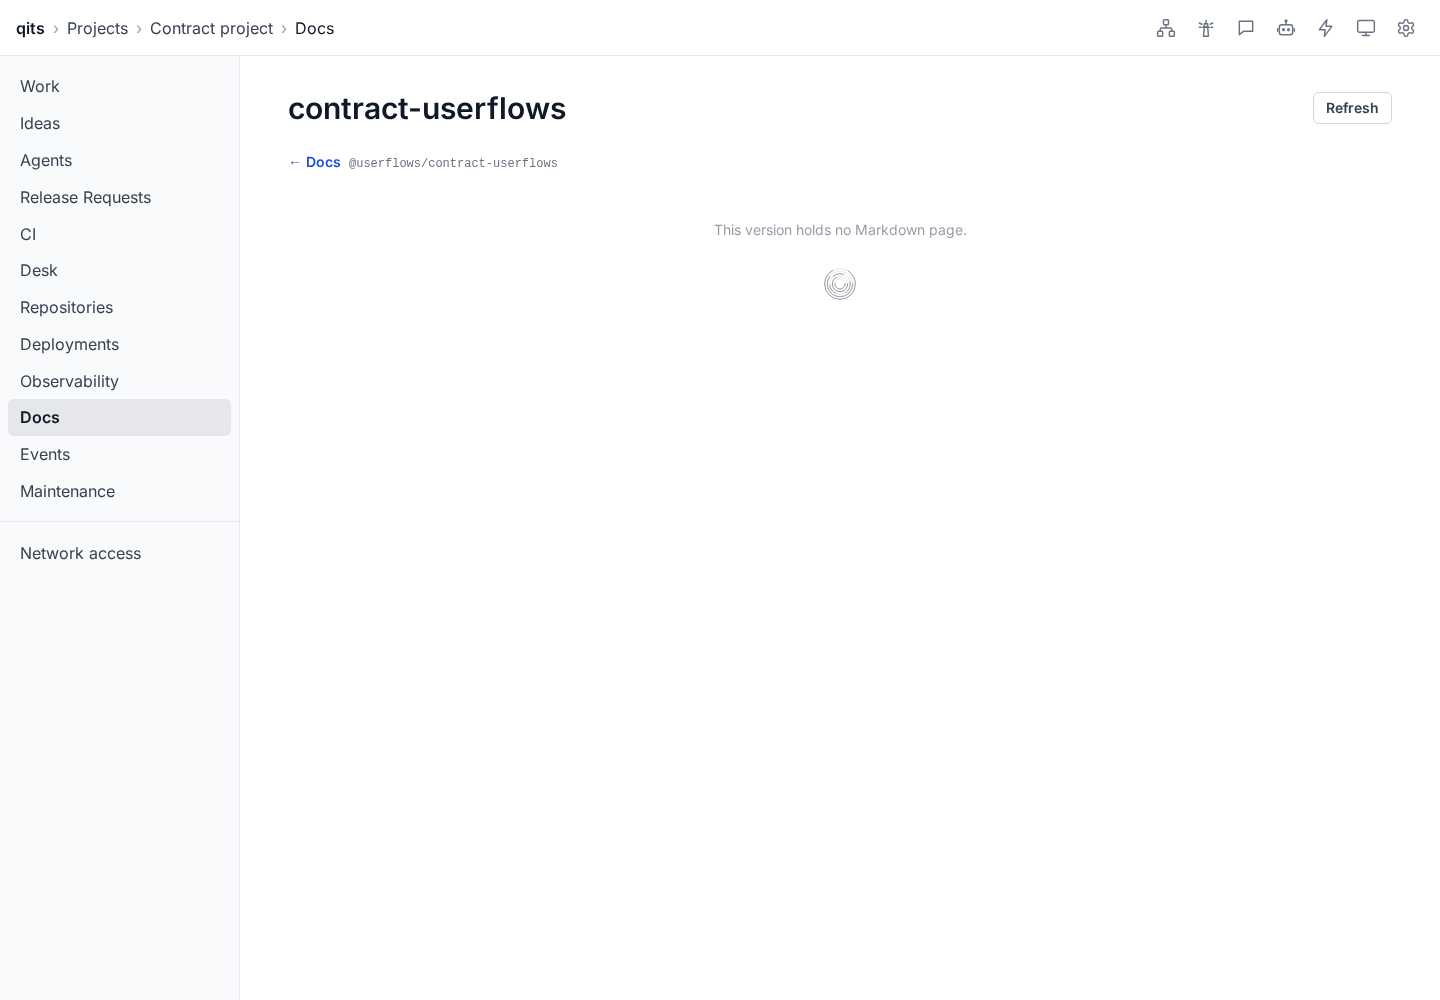 qits › Projects › Contract project › Docs
Work
Ideas
Agents
Release Requests
CI
Desk
Repositories
Deployments
Observability
Docs
Events
Maintenance
Network access
contract-userflows
Refresh
← Docs @userflows/contract-userflows
This version holds no Markdown page.